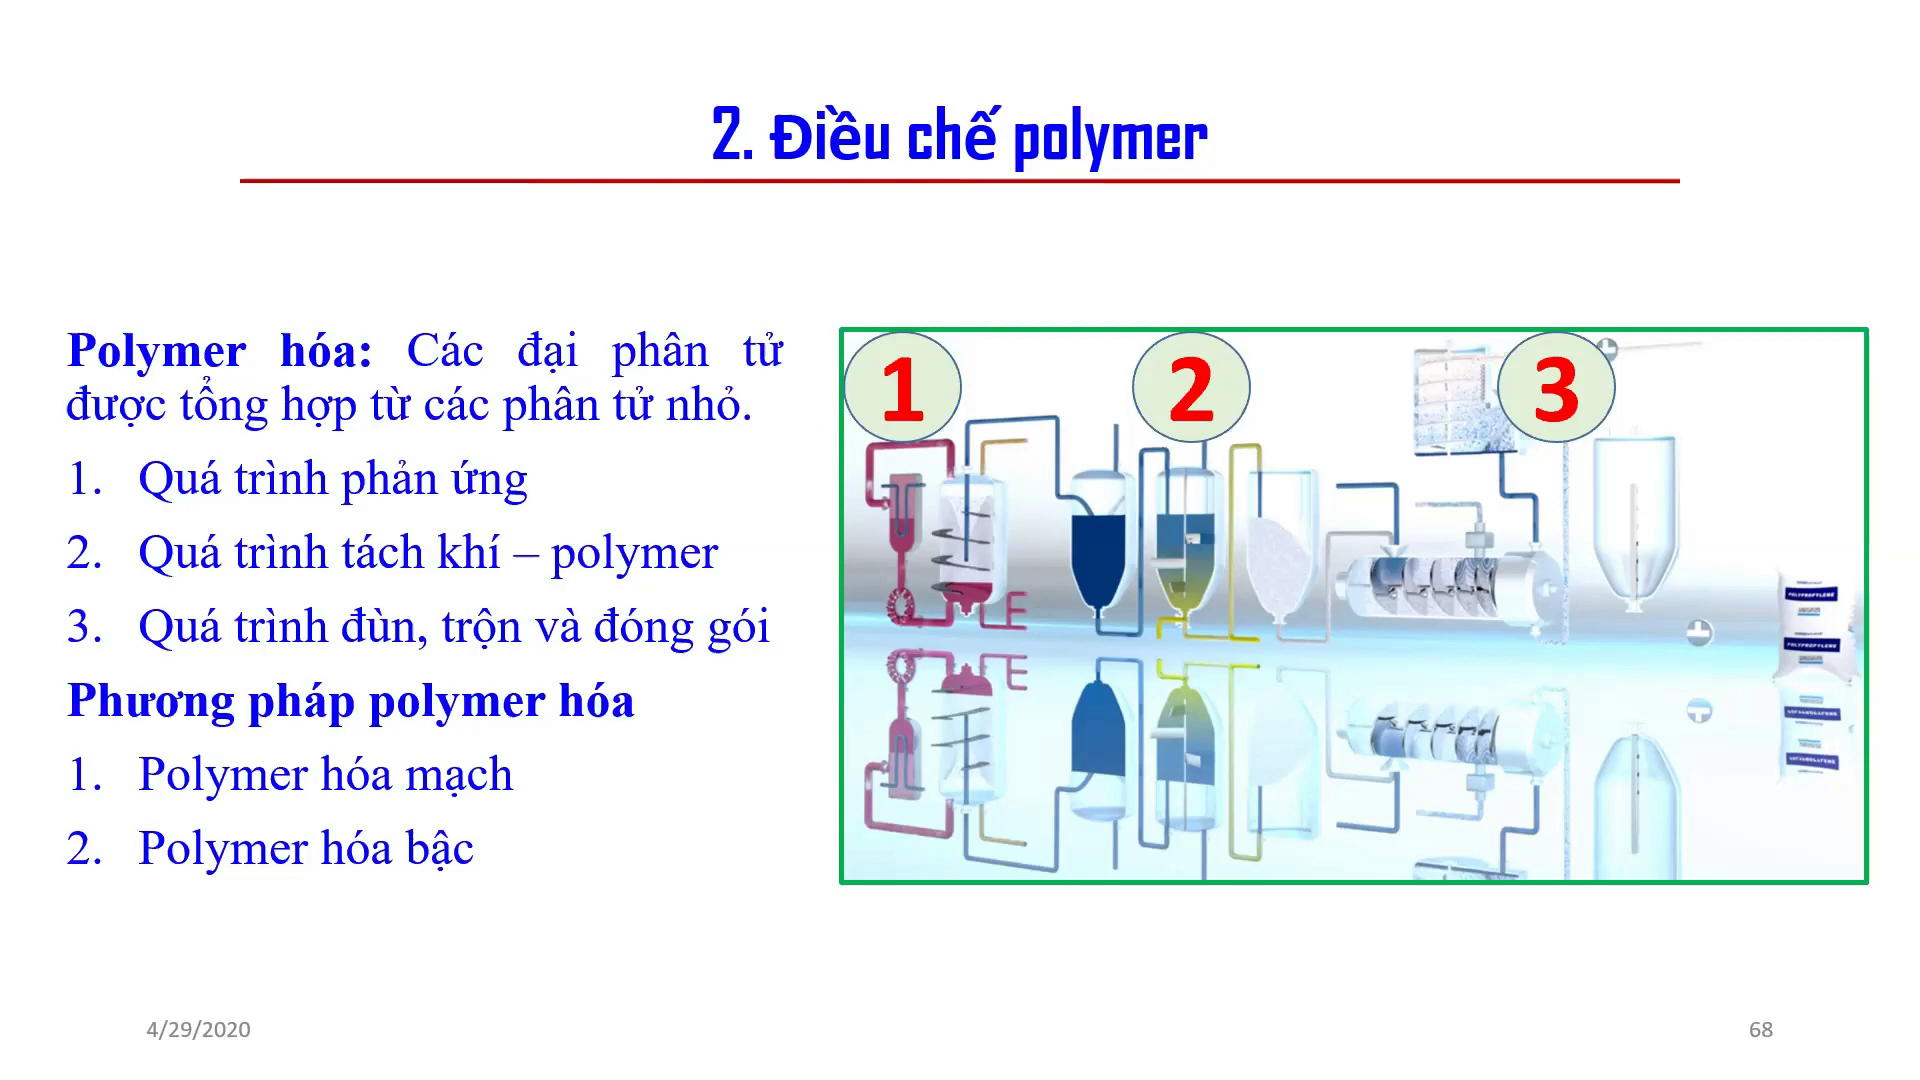 2. Điều chế polymer
Polymer hóa: Các đại phân tử
được tổng hợp từ các phân tử nhỏ.
1. Quá trình phản ứng
2. Quá trình tách khí – polymer
3. Quá trình đùn, trộn và đóng gói
Phương pháp polymer hóa
1. Polymer hóa mạch
2. Polymer hóa bậc
1
2
3
POLYPROPYLENE
POLYPROPYLENE
4/29/2020
68